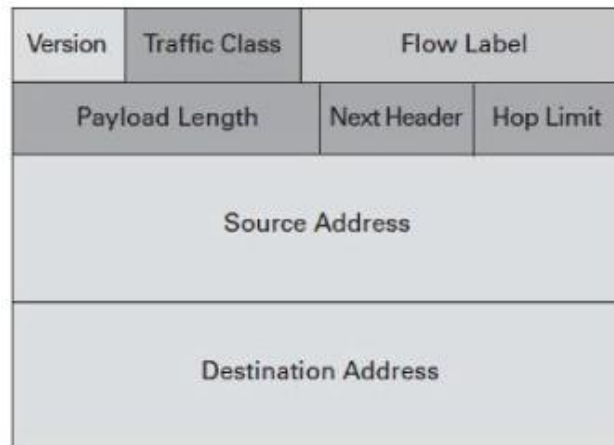 Version Traffic Class Flow Label
Payload Length Next Header Hop Limit
Source Address
Destination Address